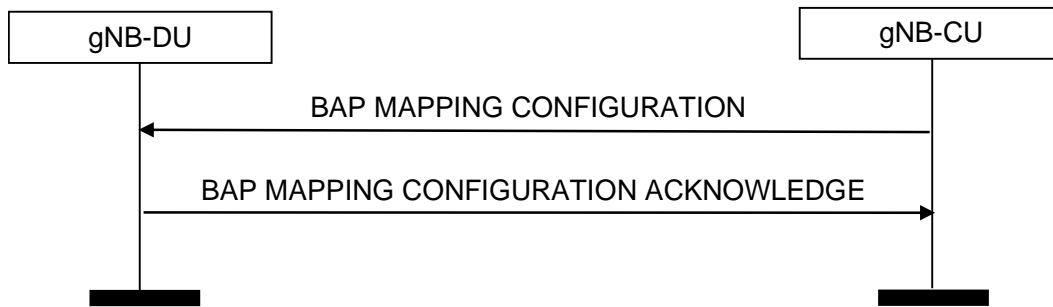 gNB-DU
gNB-CU
BAP MAPPING CONFIGURATION
BAP MAPPING CONFIGURATION ACKNOWLEDGE